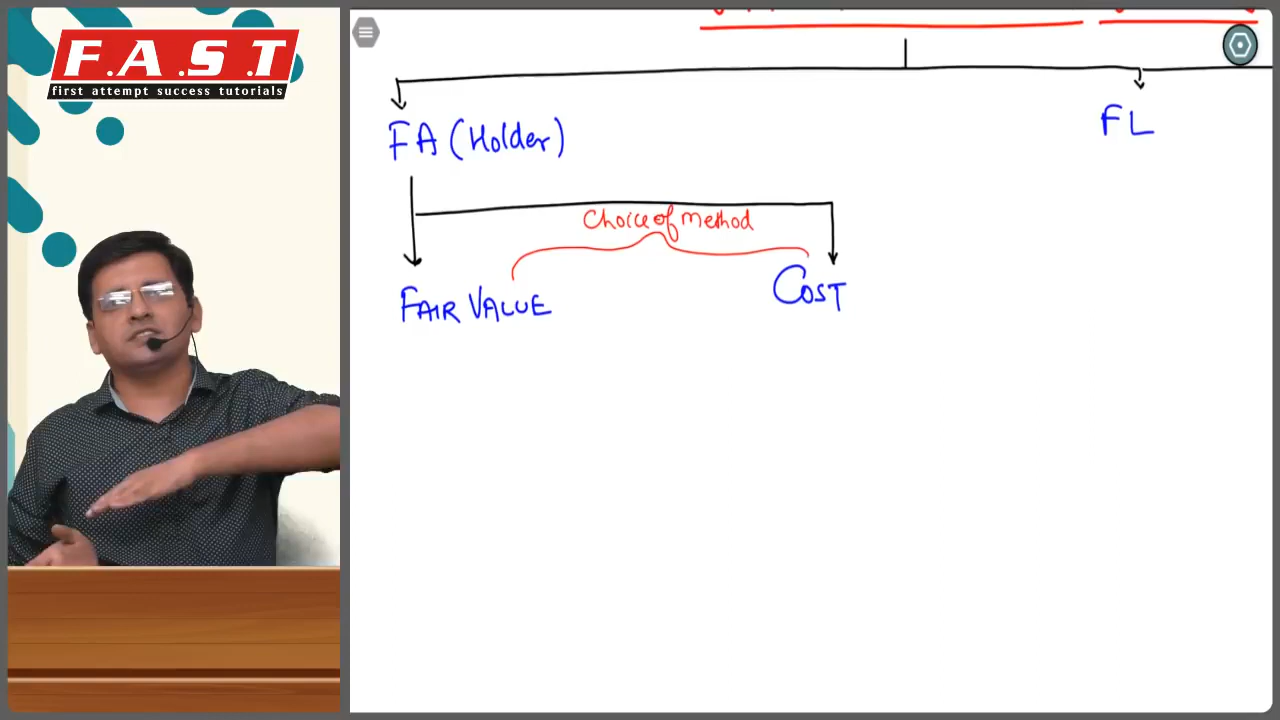 F.A.S.T
first attempt success tutorials
FA (Holder)
FL
Choice of method
FAIR VALUE
COST